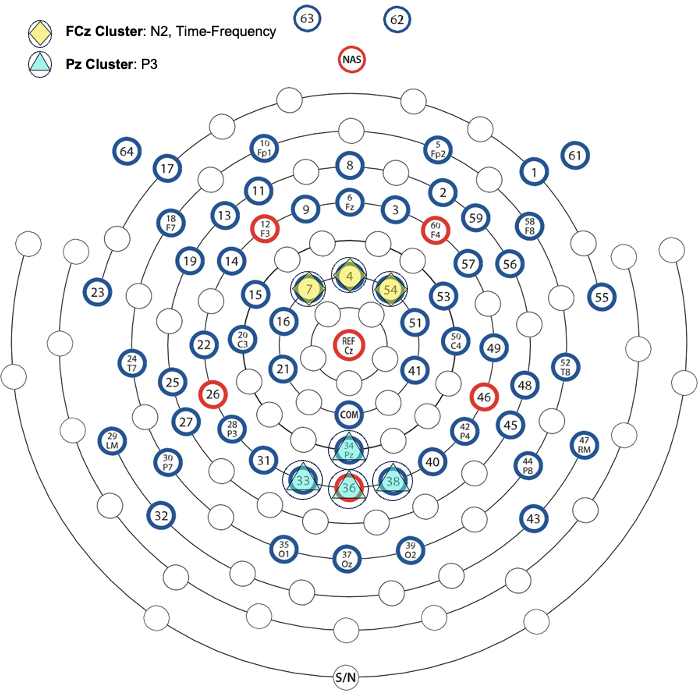 63
62
FCz Cluster: N2, Time-Frequency
Pz Cluster: P3
NAS
10
Fp1
5
Fp2
64
61
17
8
1
11
2
18
F7
13
9
6
Fz
3
59
58
F8
12
F3
60
F4
19
14
57
56
7
4
54
23
15
53
55
16
51
20
C3
50
C4
22
REF
Cz
49
24
T7
21
41
52
T8
25
48
26
46
COM
27
28
P3
42
P4
45
29
LM
34
Pz
47
RM
30
P7
31
40
44
P8
33
36
38
32
43
35
O1
37
Oz
39
O2
S/N